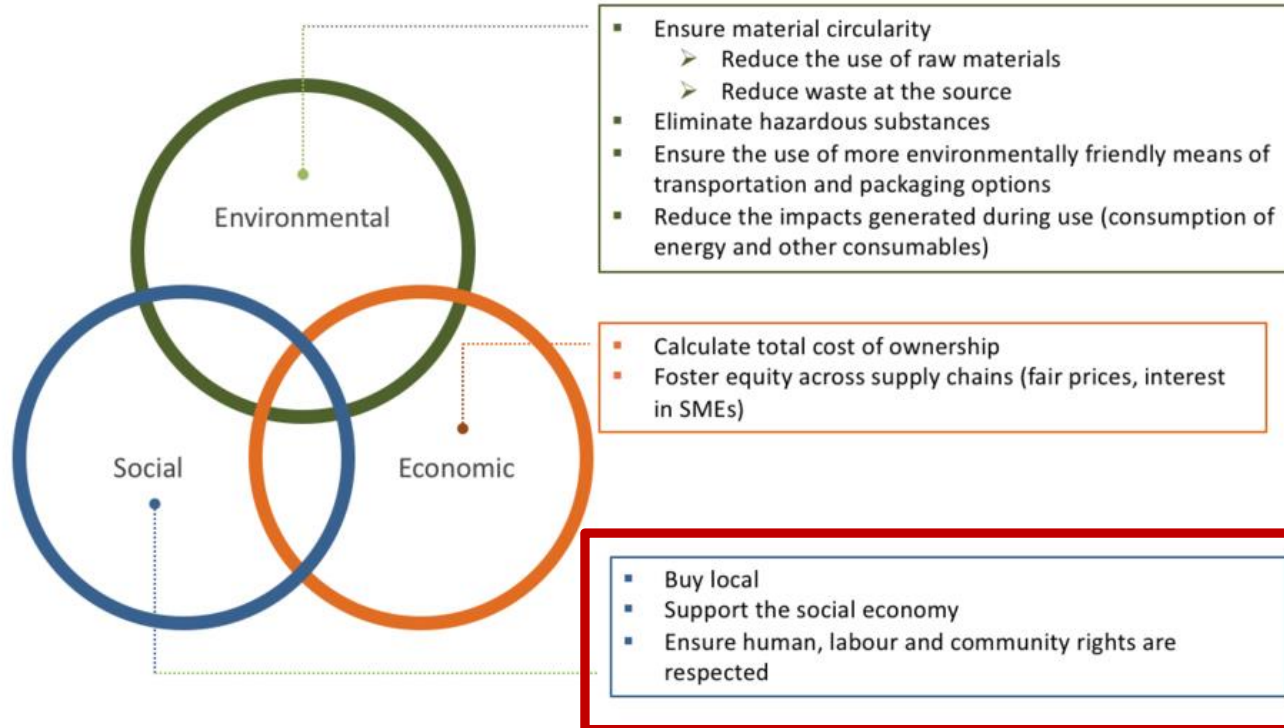 Environmental
Social
Economic
▪ Ensure material circularity
➢ Reduce the use of raw materials
➢ Reduce waste at the source
▪ Eliminate hazardous substances
▪ Ensure the use of more environmentally friendly means of
transportation and packaging options
▪ Reduce the impacts generated during use (consumption of
energy and other consumables)
▪ Calculate total cost of ownership
▪ Foster equity across supply chains (fair prices, interest
in SMEs)
▪ Buy local
▪ Support the social economy
▪ Ensure human, labour and community rights are
respected